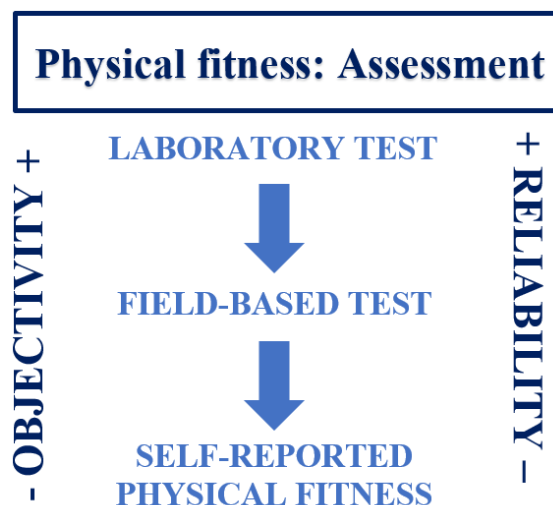 Physical fitness: Assessment
LABORATORY TEST
FIELD-BASED TEST
SELF-REPORTED
PHYSICAL FITNESS
- OBJECTIVITY +
+ RELIABILITY –